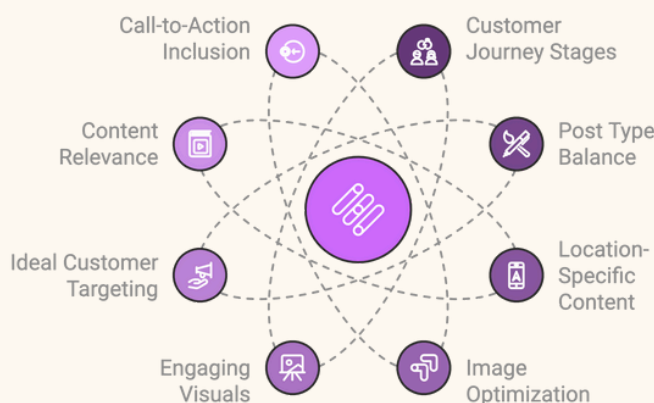 Call-to-Action
Inclusion
Customer
Journey Stages
Content
Relevance
Post Type
Balance
Ideal Customer
Targeting
Location-
Specific
Content
Engaging
Visuals
Image
Optimization
A